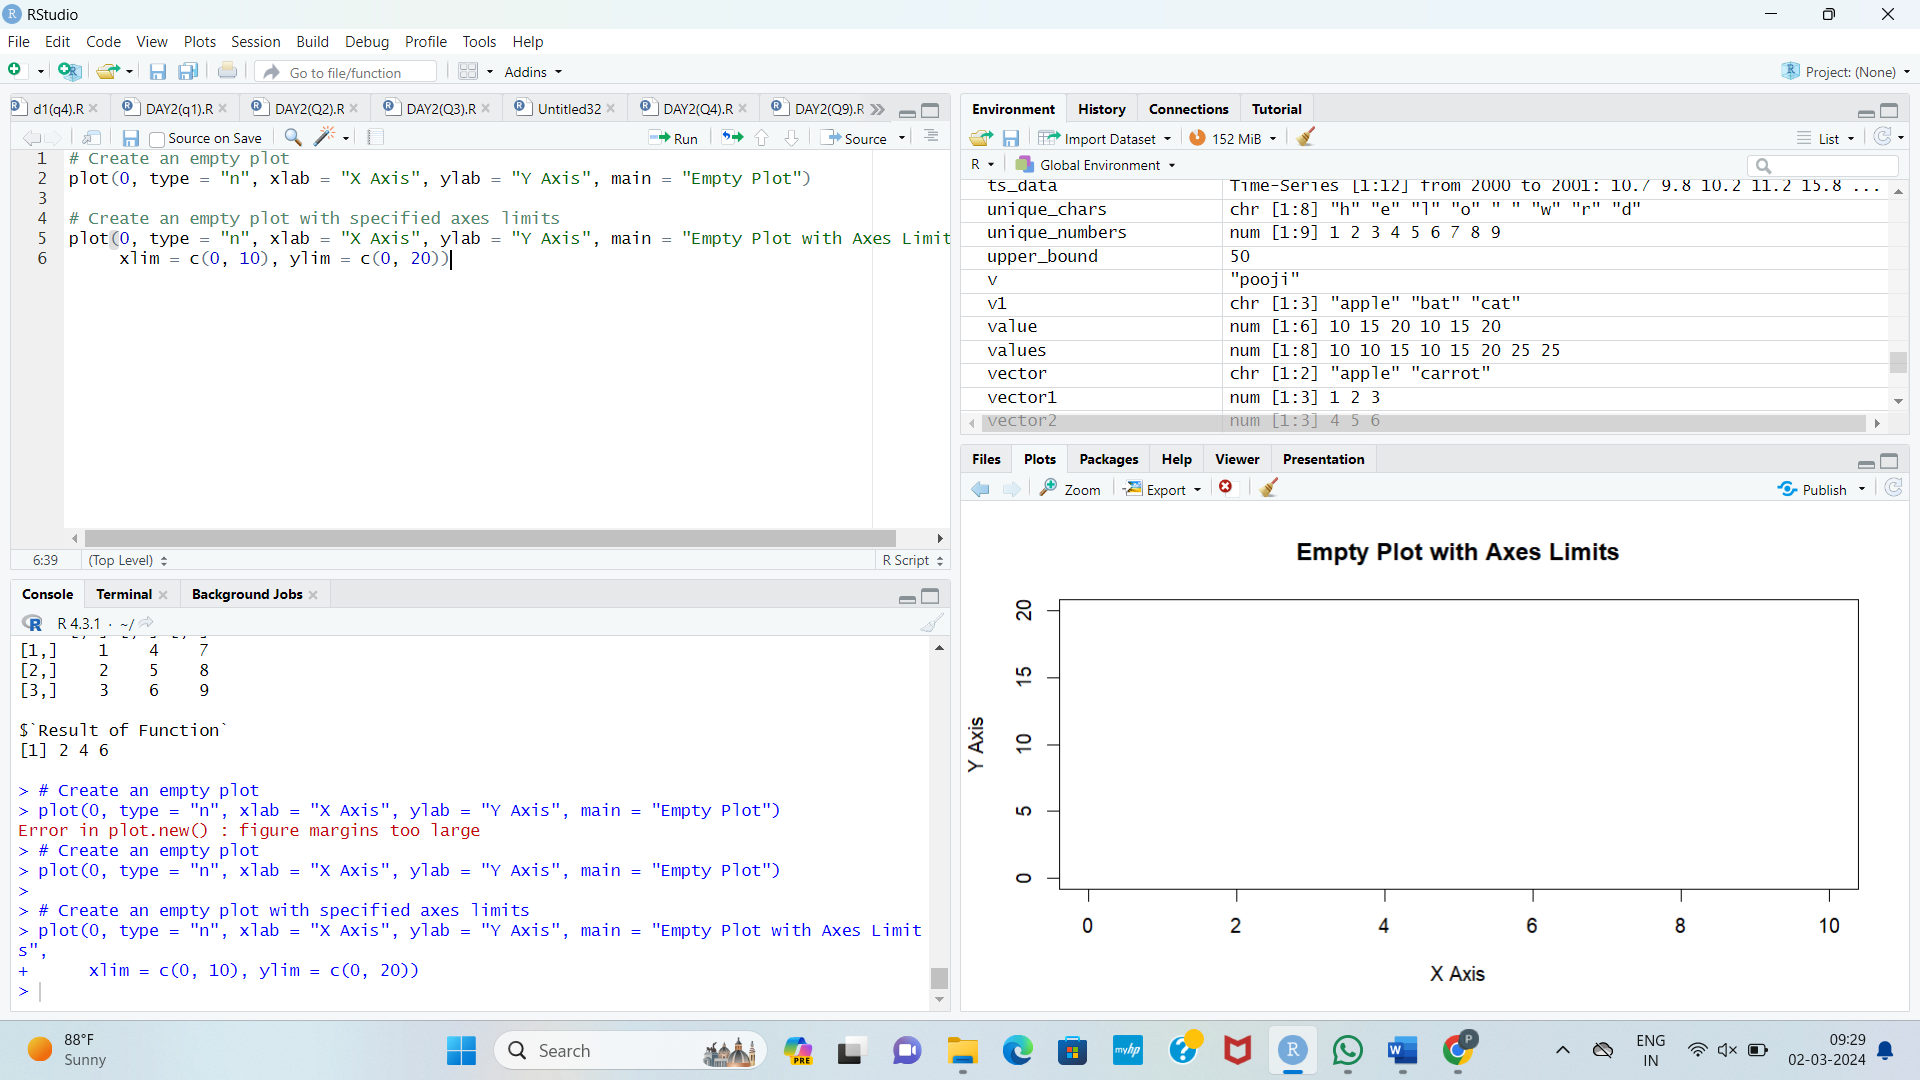 RStudio
File Edit Code View Plots Session Build Debug Profile Tools Help
Go to file/function Addins Project: (None)
d1(q4).R DAY2(q1).R DAY2(Q2).R DAY2(Q3).R Untitled32 DAY2(Q4).R DAY2(Q9).R
Source on Save Run Source
1 # Create an empty plot
2 plot(0, type = "n", xlab = "X Axis", ylab = "Y Axis", main = "Empty Plot")
3
4 # Create an empty plot with specified axes limits
5 plot(0, type = "n", xlab = "X Axis", ylab = "Y Axis", main = "Empty Plot with Axes Limit
6 xlim = c(0, 10), ylim = c(0, 20))
6:39 (Top Level) R Script
Console Terminal Background Jobs
R 4.3.1 · ~/
[1,] 1 4 7
[2,] 2 5 8
[3,] 3 6 9
$`Result of Function`
[1] 2 4 6
> # Create an empty plot
> plot(0, type = "n", xlab = "X Axis", ylab = "Y Axis", main = "Empty Plot")
Error in plot.new() : figure margins too large
> # Create an empty plot
> plot(0, type = "n", xlab = "X Axis", ylab = "Y Axis", main = "Empty Plot")
>
> # Create an empty plot with specified axes limits
> plot(0, type = "n", xlab = "X Axis", ylab = "Y Axis", main = "Empty Plot with Axes Limit
s",
+ xlim = c(0, 10), ylim = c(0, 20))
>
Environment History Connections Tutorial
Import Dataset 152 MiB List
R Global Environment
ts_data Time-Series [1:12] from 2000 to 2001: 10.7 9.8 10.2 11.2 15.8 ...
unique_chars chr [1:8] "h" "e" "l" "o" " " "w" "r" "d"
unique_numbers num [1:9] 1 2 3 4 5 6 7 8 9
upper_bound 50
v "pooji"
v1 chr [1:3] "apple" "bat" "cat"
value num [1:6] 10 15 20 10 15 20
values num [1:8] 10 10 15 10 15 20 25 25
vector chr [1:2] "apple" "carrot"
vector1 num [1:3] 1 2 3
vector2 num [1:3] 4 5 6
Files Plots Packages Help Viewer Presentation
Zoom Export Publish
Empty Plot with Axes Limits
20
15
10
5
0
Y Axis
0 2 4 6 8 10
X Axis
88°F
Sunny
Search
PRE
myhp
R
W
P
ENG
IN
09:29
02-03-2024